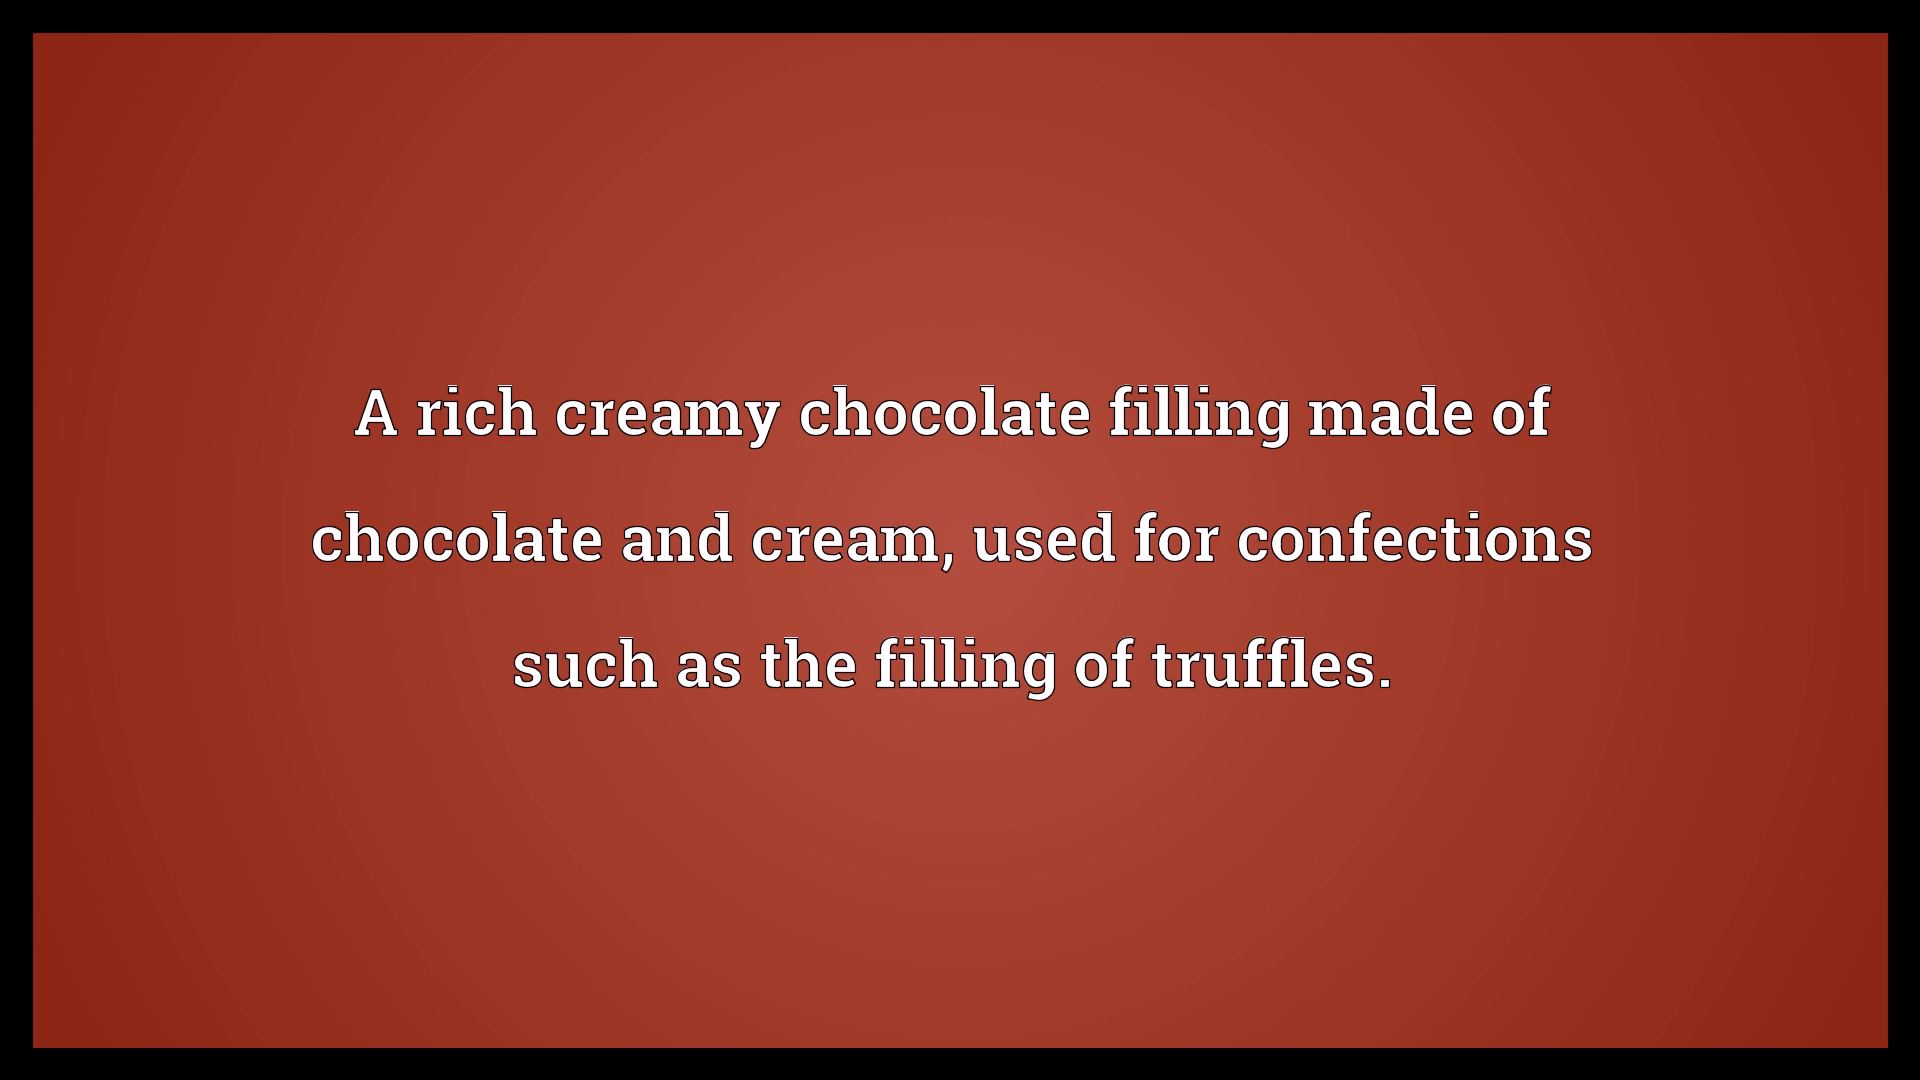 A rich creamy chocolate filling made of
chocolate and cream, used for confections
such as the filling of truffles.